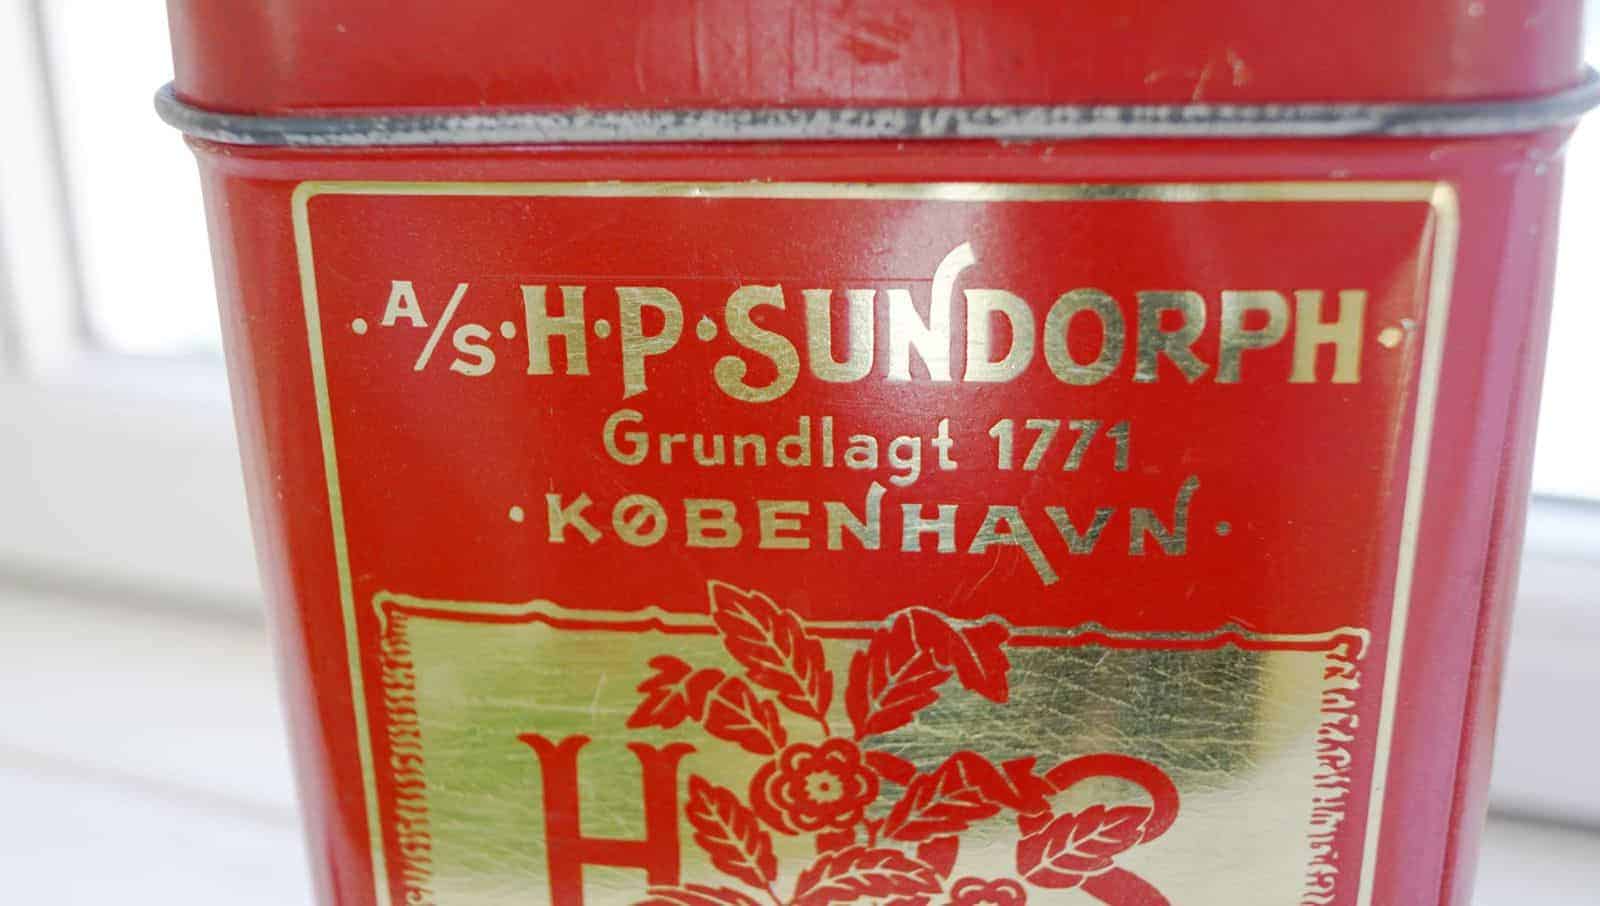 · A/S · H · P · SUNDORPH ·
Grundlagt 1771
· KØBENHAVN ·